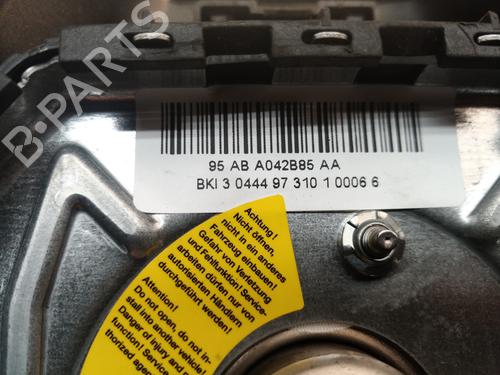 B-PARTS
95 AB A042B85 AA
BKI 3 0444 97 310 1 0006 6
Achtung!
Nicht öffnen,
nicht in ein anderes
Fahrzeug einbauen!
Gefahr von Verletzung
und Fehlfunktion! Service-
arbeiten dürfen nur von
autorisierten Händlern
durchgeführt werden!
Attention!
Do not open, do not in-
stall into another vehicle!
Danger of injury and
function! Service
thorized agen